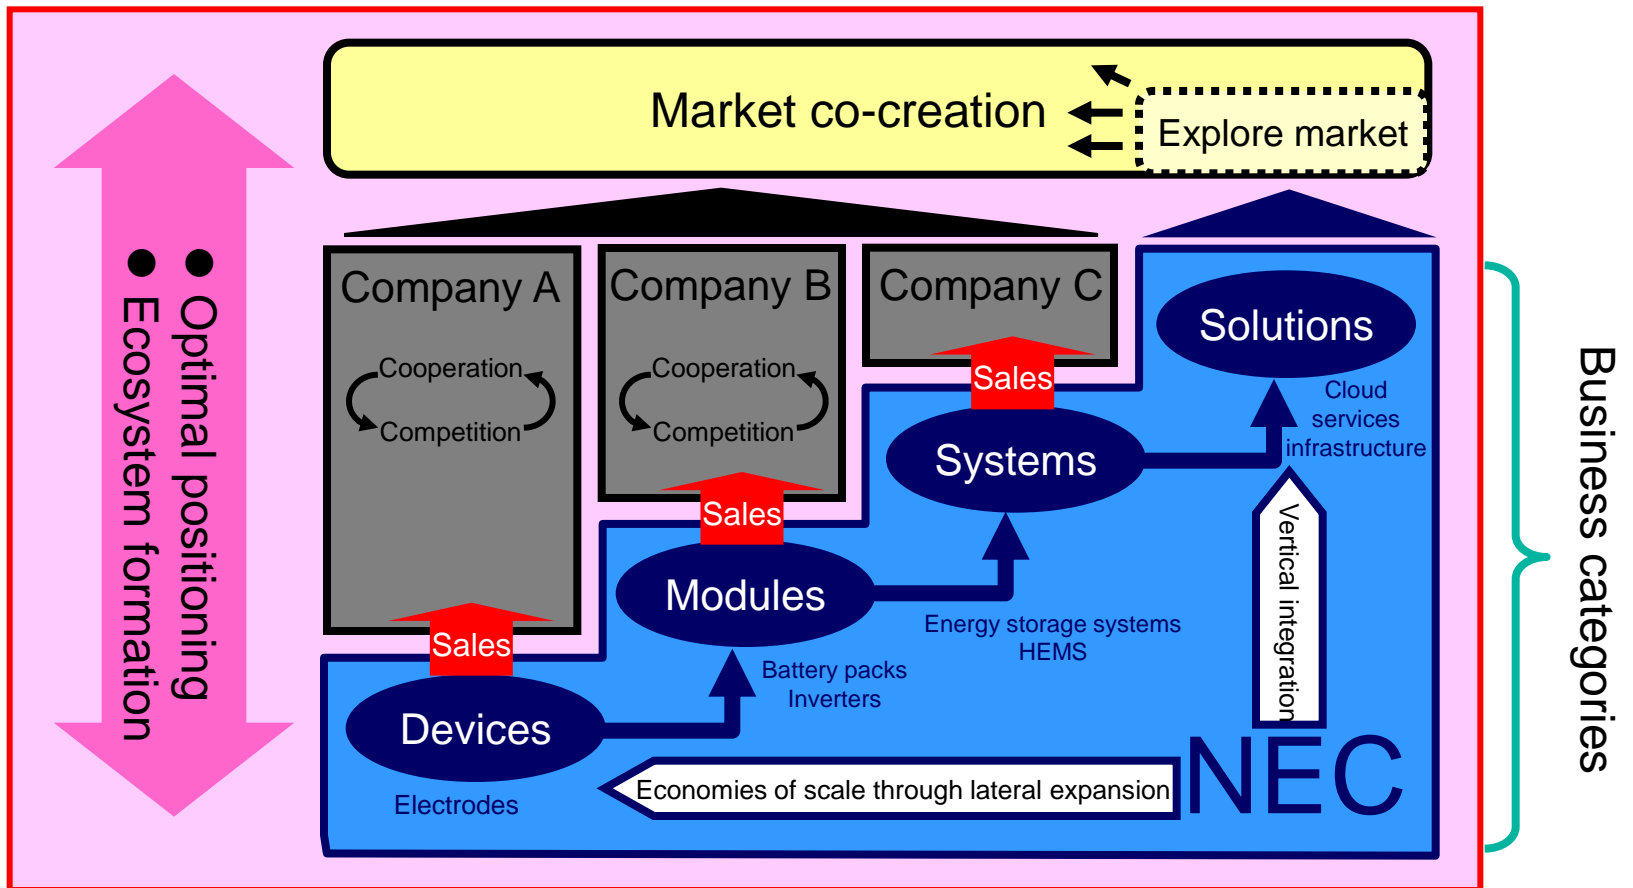 Market co-creation
Explore market
● Optimal positioning
● Ecosystem formation
Company A
Cooperation
Competition
Sales
Company B
Cooperation
Competition
Sales
Company C
Sales
Solutions
Cloud
services
infrastructure
Systems
Energy storage systems
HEMS
Modules
Battery packs
Inverters
Devices
Electrodes
Vertical integration
Economies of scale through lateral expansion
NEC
Business categories